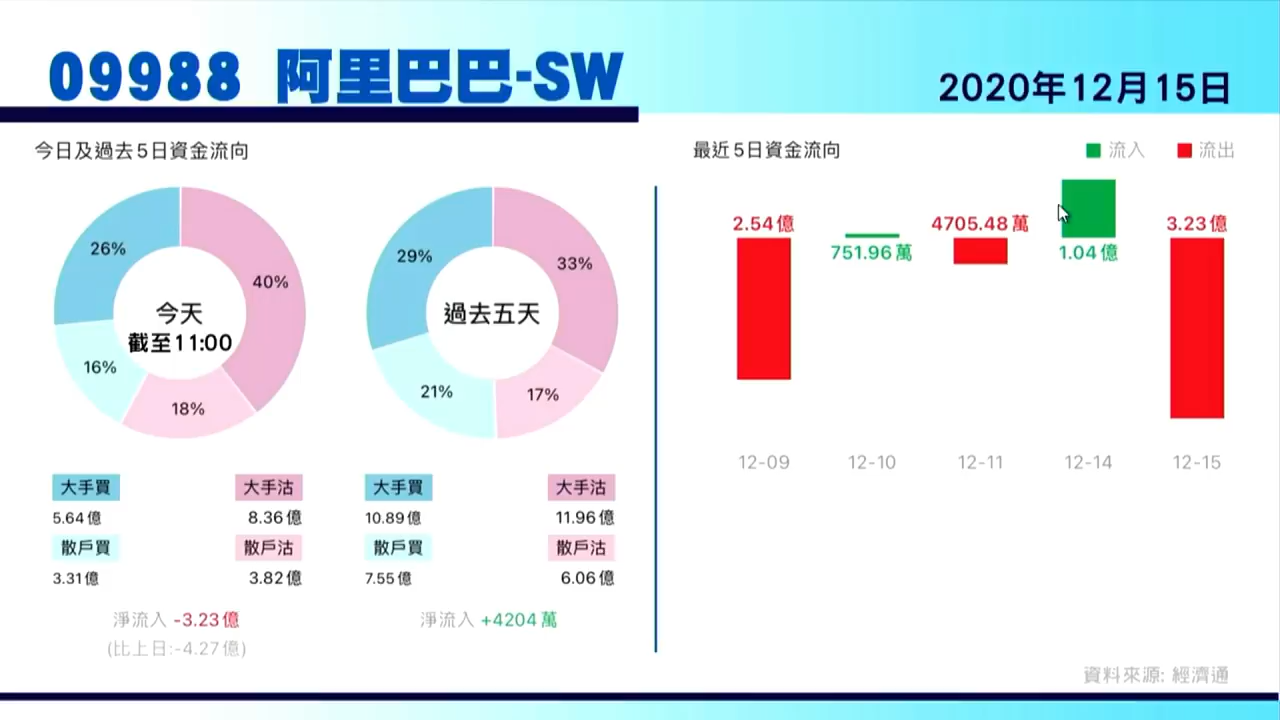 09988 阿里巴巴-SW
2020年12月15日
今日及過去5日資金流向
26%
40%
16%
18%
今天
截至11:00
29%
33%
21%
17%
過去五天
大手買
大手沽
5.64億
8.36億
散戶買
散戶沽
3.31億
3.82億
淨流入 -3.23億
(比上日:-4.27億)
大手買
大手沽
10.89億
11.96億
散戶買
散戶沽
7.55億
6.06億
淨流入 +4204萬
最近5日資金流向
流入
流出
2.54億
751.96萬
4705.48萬
1.04億
3.23億
12-09
12-10
12-11
12-14
12-15
資料來源: 經濟通